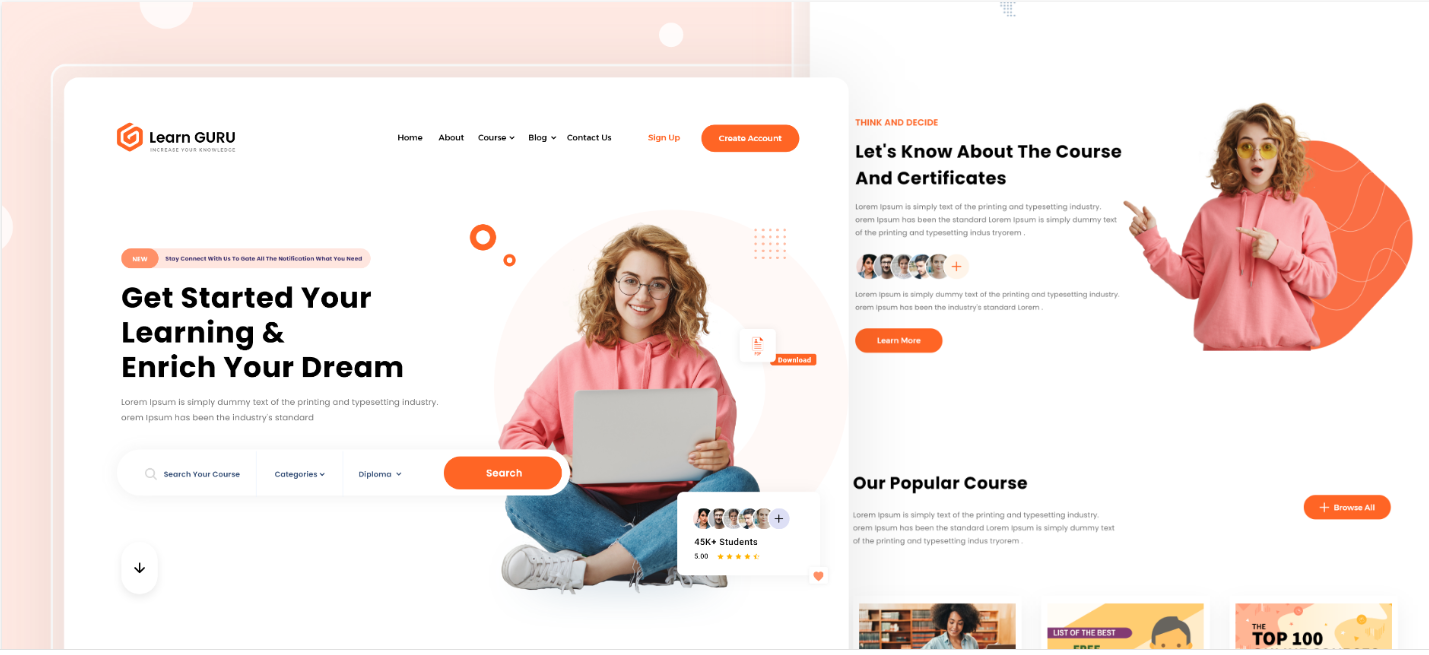 Learn GURU
INCREASE YOUR KNOWLEDGE
Home About Course Blog Contact Us Sign Up Create Account
NEW Stay Connect With Us To Gate All The Notification What You Need
Get Started Your
Learning &
Enrich Your Dream
Lorem Ipsum is simply dummy text of the printing and typesetting industry.
orem Ipsum has been the industry's standard
Search Your Course Categories Diploma Search
Download
45K+ Students
5.00
THINK AND DECIDE
Let's Know About The Course
And Certificates
Lorem Ipsum is simply text of the printing and typesetting industry.
orem Ipsum has been the standard Lorem Ipsum is simply dummy text
of the printing and typesetting indus tryorem .
Lorem Ipsum is simply dummy text of the printing and typesetting industry.
orem Ipsum has been the industry's standard Lorem .
Learn More
Our Popular Course
Browse All
Lorem Ipsum is simply text of the printing and typesetting industry.
orem Ipsum has been the standard Lorem Ipsum is simply dummy text
of the printing and typesetting indus tryorem .
LIST OF THE BEST
FREE
THE
TOP 100